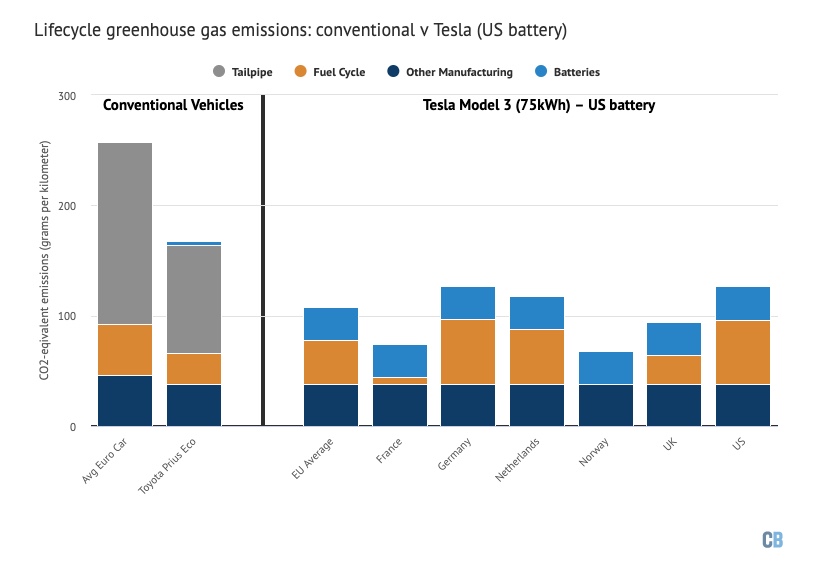 Lifecycle greenhouse gas emissions: conventional v Tesla (US battery)
Tailpipe Fuel Cycle Other Manufacturing Batteries
Conventional Vehicles
Tesla Model 3 (75kWh) – US battery
CO2-eqivalent emissions (grams per kilometer)
300
200
100
0
Avg Euro Car
Toyota Prius Eco
EU Average
France
Germany
Netherlands
Norway
UK
US
CB